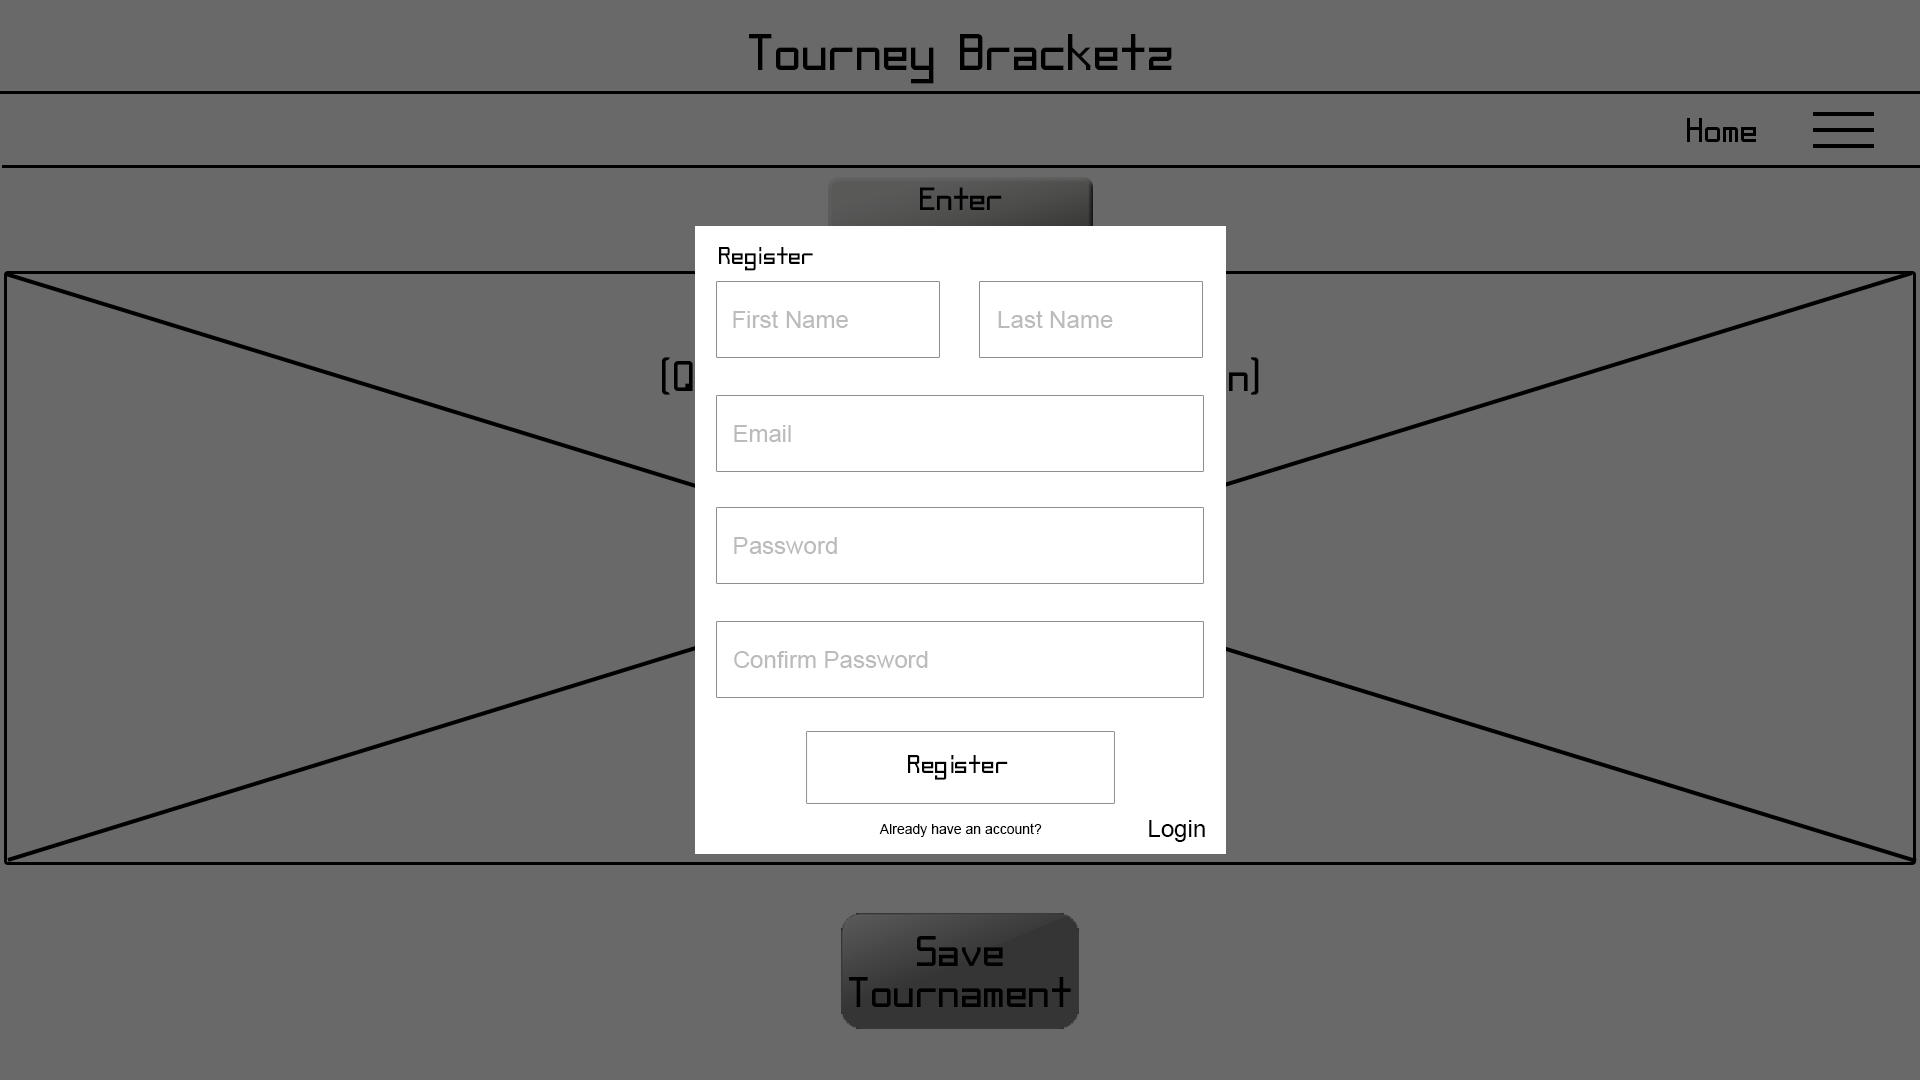 Tourney Bracketz
Home
Enter
Register
First Name Last Name
(Q n)
Email
Password
Confirm Password
Register
Already have an account? Login
Save
Tournament